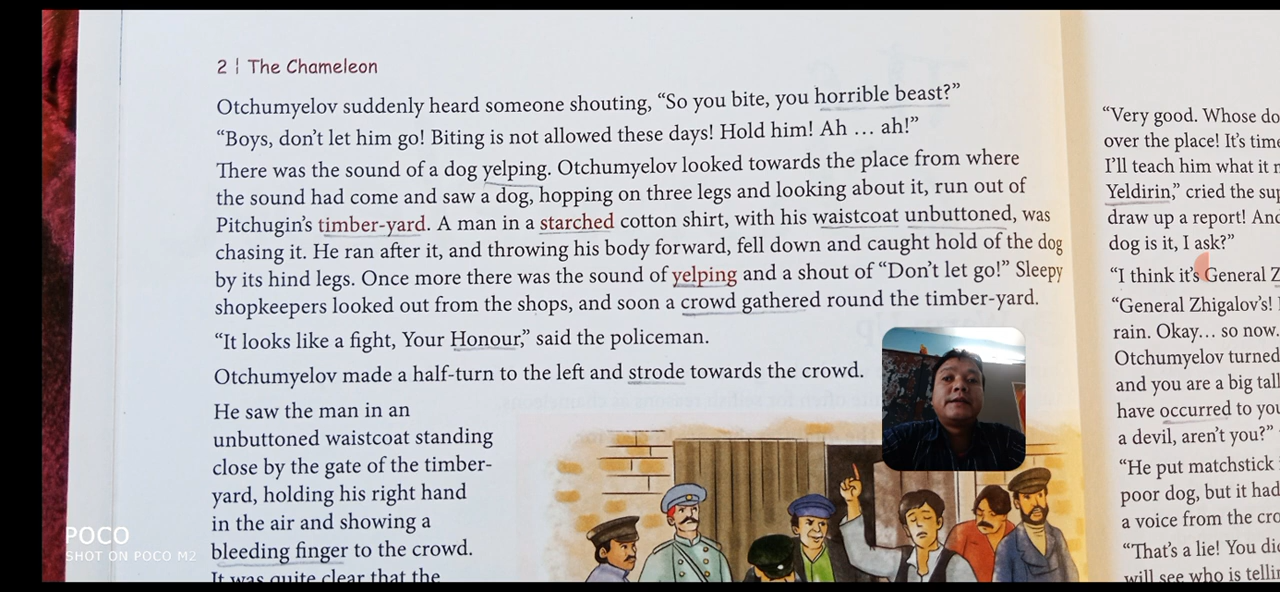 2 | The Chameleon
Otchumyelov suddenly heard someone shouting, “So you bite, you horrible beast?”
“Boys, don’t let him go! Biting is not allowed these days! Hold him! Ah … ah!”
There was the sound of a dog yelping. Otchumyelov looked towards the place from where
the sound had come and saw a dog, hopping on three legs and looking about it, run out of
Pitchugin’s timber-yard. A man in a starched cotton shirt, with his waistcoat unbuttoned, was
chasing it. He ran after it, and throwing his body forward, fell down and caught hold of the dog
by its hind legs. Once more there was the sound of yelping and a shout of “Don’t let go!” Sleepy
shopkeepers looked out from the shops, and soon a crowd gathered round the timber-yard.
“It looks like a fight, Your Honour,” said the policeman.
Otchumyelov made a half-turn to the left and strode towards the crowd.
He saw the man in an
unbuttoned waistcoat standing
close by the gate of the timber-
yard, holding his right hand
in the air and showing a
bleeding finger to the crowd.
It was quite clear that the
“Very good. Whose
over the place! It’s
I’ll teach him what it
Yeldirin,” cried the
draw up a report! And
dog is it, I ask?”
“I think it’s General
“General Zhigalov’s!
rain. Okay… so now.
Otchumyelov turned
and you are a big
have occurred to
a devil, aren’t you?”
“He put matchstick
poor dog, but it had
a voice from the
“That’s a lie! You
will see who is
POCO
SHOT ON POCO M2